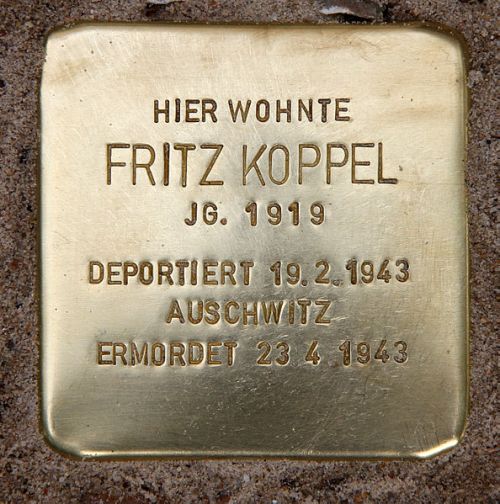 HIER WOHNTE
FRITZ KOPPEL
JG. 1919
DEPORTIERT 19.2.1943
AUSCHWITZ
ERMORDET 23 4 1943